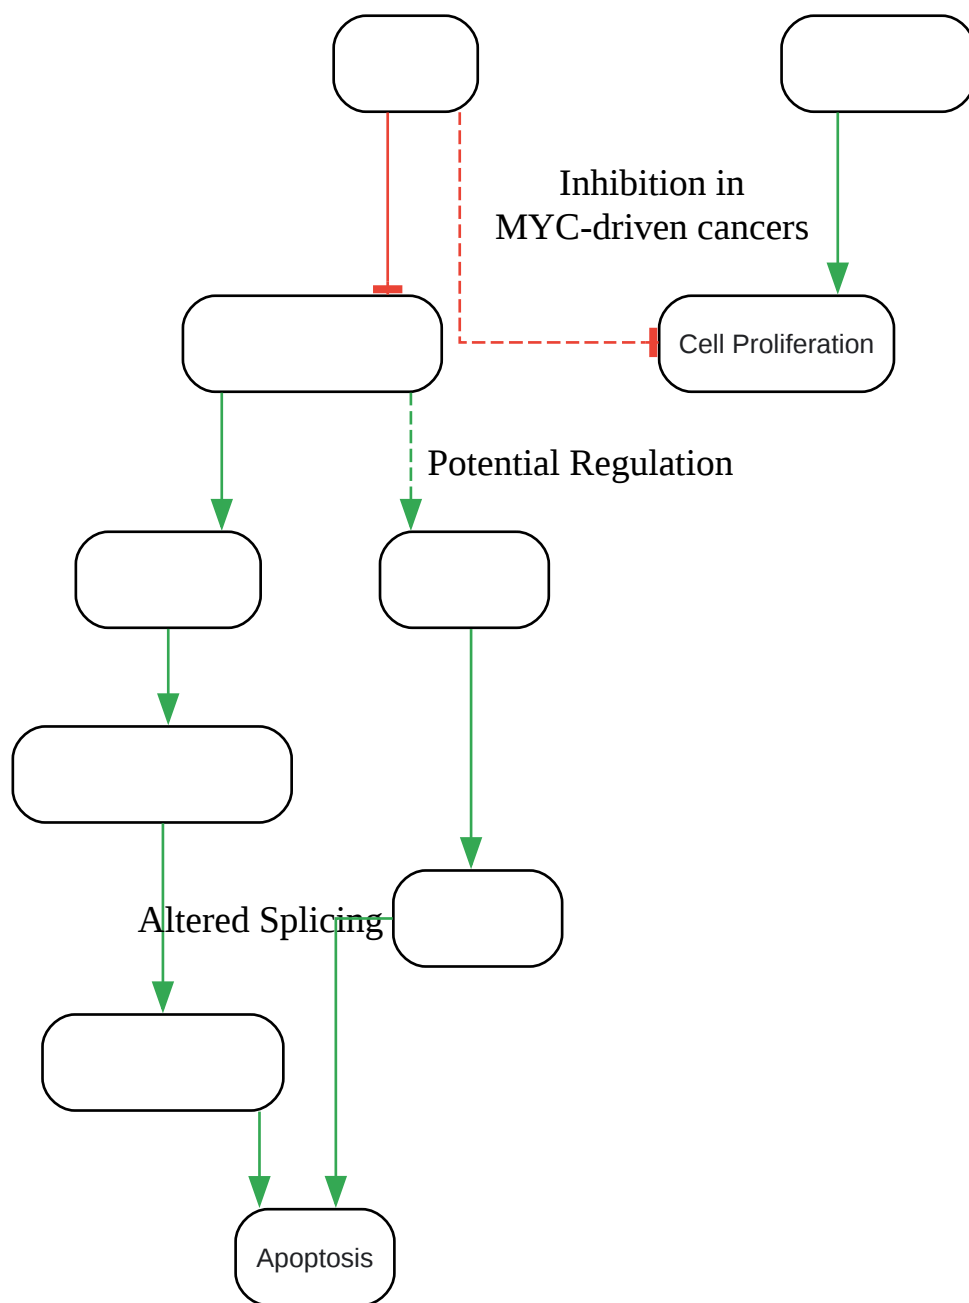 Inhibition in
MYC-driven cancers
Cell Proliferation
Potential Regulation
Altered Splicing
Apoptosis